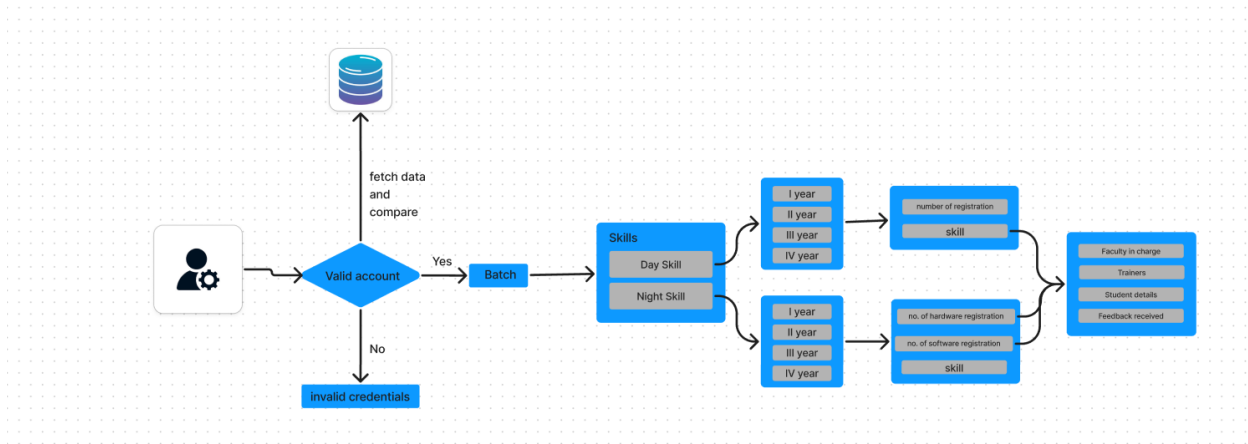 fetch data
and
compare
Valid account
Yes
No
invalid credentials
Batch
Skills
Day Skill
Night Skill
I year
II year
III year
IV year
I year
II year
III year
IV year
number of registration
skill
no. of hardware registration
no. of software registration
skill
Faculty in charge
Trainers
Student details
Feedback received